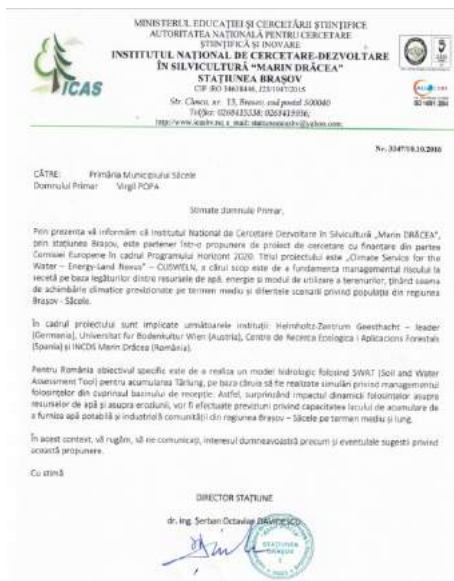 MINISTERUL EDUCAȚIEI ȘI CERCETĂRII ȘTIINȚIFICE
AUTORITATEA NAȚIONALĂ PENTRU CERCETARE
ȘTIINȚIFICĂ ȘI INOVARE
INSTITUTUL NAȚIONAL DE CERCETARE-DEZVOLTARE
ÎN SILVICULTURĂ "MARIN DRĂCEA"
STAȚIUNEA BRAȘOV
ICAS
Str. Cloșca, nr. 13, Brașov, cod poștal 500040
Tel/fax: 0268415338; 0268419936;
Nr. 3347/10.10.2016
CĂTRE: Primăria Municipiului Săcele
Domnului Primar Virgil POPA
Stimate domnule Primar,
Prin prezenta vă informăm că Institutul Național de Cercetare Dezvoltare în Silvicultură „Marin DRĂCEA”,
prin stațiunea Brașov, este partener într-o propunere de proiect de cercetare cu finanțare din partea
Comisiei Europene în cadrul Programului Horizont 2020. Titlul proiectului este „Climate Service for the
Water – Energy-Land Nexus” – CUSWELN, a cărui scop este de a fundamenta managementul riscului la
secetă pe baza legăturilor dintre resursele de apă, energie și modul de utilizare a terenurilor, ținând seama
de schimbările climatice previzionate pe termen mediu și diferitele scenarii privind populația din regiunea
Brașov - Săcele.
În cadrul proiectului sunt implicate următoarele instituții: Helmholtz-Zentrum Geesthacht – leader
(Germania), Universitat fur Bodenkultur Wien (Austria), Centre de Recerca Ecologica i Aplicacions Forestals
(Spania) și INCDS Marin Drăcea (România).
Pentru România obiectivul specific este de a realiza un model hidrologic folosind SWAT (Soil and Water
Assessment Tool) pentru acumularea Tărlung, pe baza căruia să fie realizate simulări privind managementul
folosințelor din cuprinsul bazinului de recepție. Astfel, surprinzând impactul dinamicii folosințelor asupra
resurselor de apă și asupra eroziunii, vor fi efectuate previziuni privind capacitatea lacului de acumulare de
a furniza apă potabilă și industrială comunității din regiunea Brașov – Săcele pe termen mediu și lung.
În acest context, vă rugăm, să ne comunicați, interesul dumneavoastră precum și eventuale sugestii privind
această propunere.
Cu stimă
DIRECTOR STAȚIUNE
dr. ing. Șerban Octavian DAVIDESCU
STAȚIUNEA
BRAȘOV